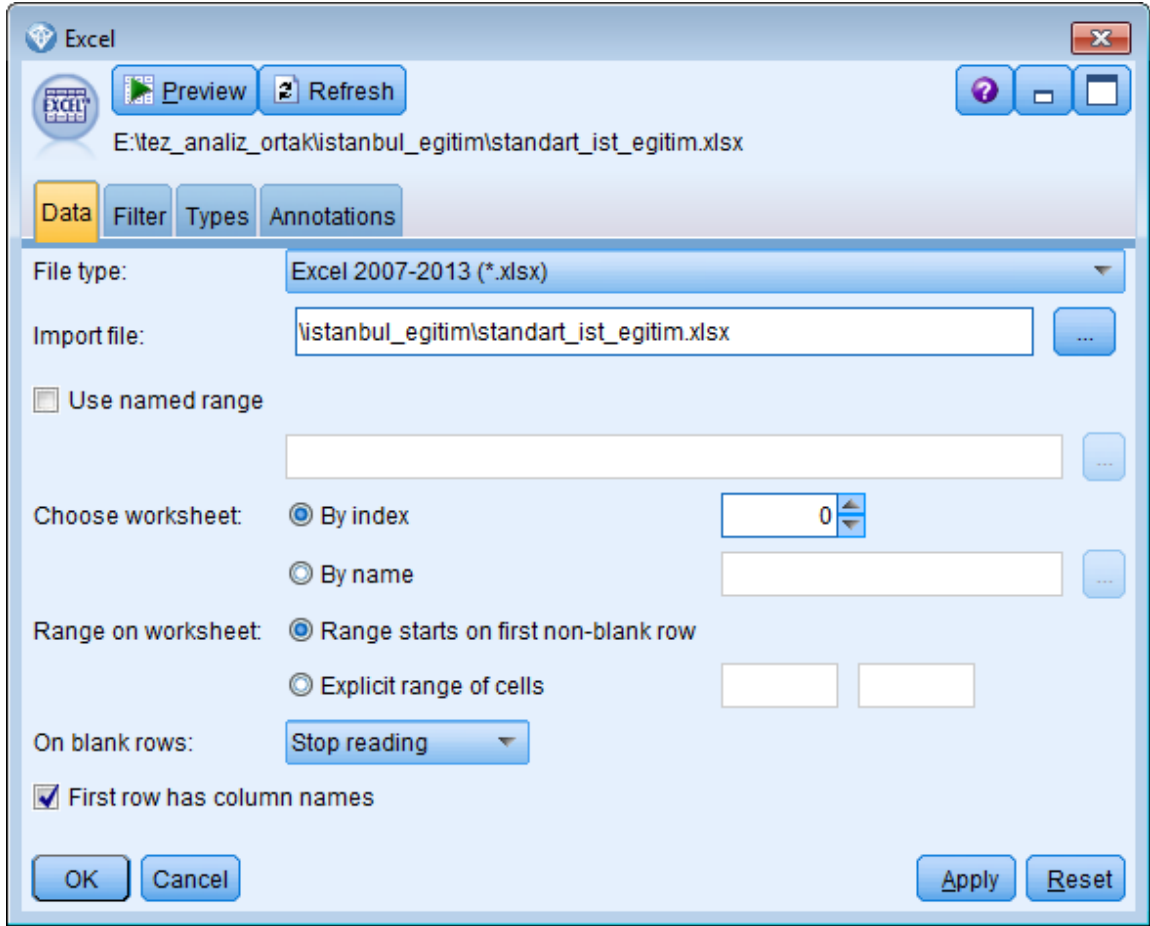 Excel
EXCEL
Preview Refresh ?
E:\tez_analiz_ortak\istanbul_egitim\standart_ist_egitim.xlsx
Data Filter Types Annotations
File type: Excel 2007-2013 (*.xlsx)
Import file: \istanbul_egitim\standart_ist_egitim.xlsx ...
Use named range
...
Choose worksheet: By index 0
By name ...
Range on worksheet: Range starts on first non-blank row
Explicit range of cells
On blank rows: Stop reading
First row has column names
OK Cancel Apply Reset